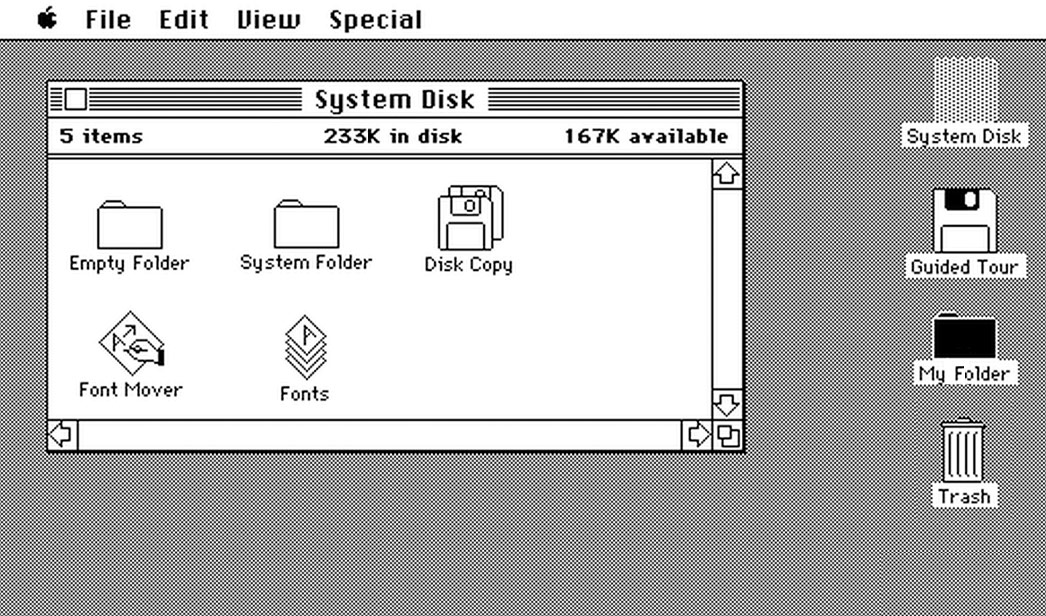 File Edit View Special
System Disk
5 items 233K in disk 167K available
Empty Folder System Folder Disk Copy
Font Mover Fonts
System Disk
Guided Tour
My Folder
Trash